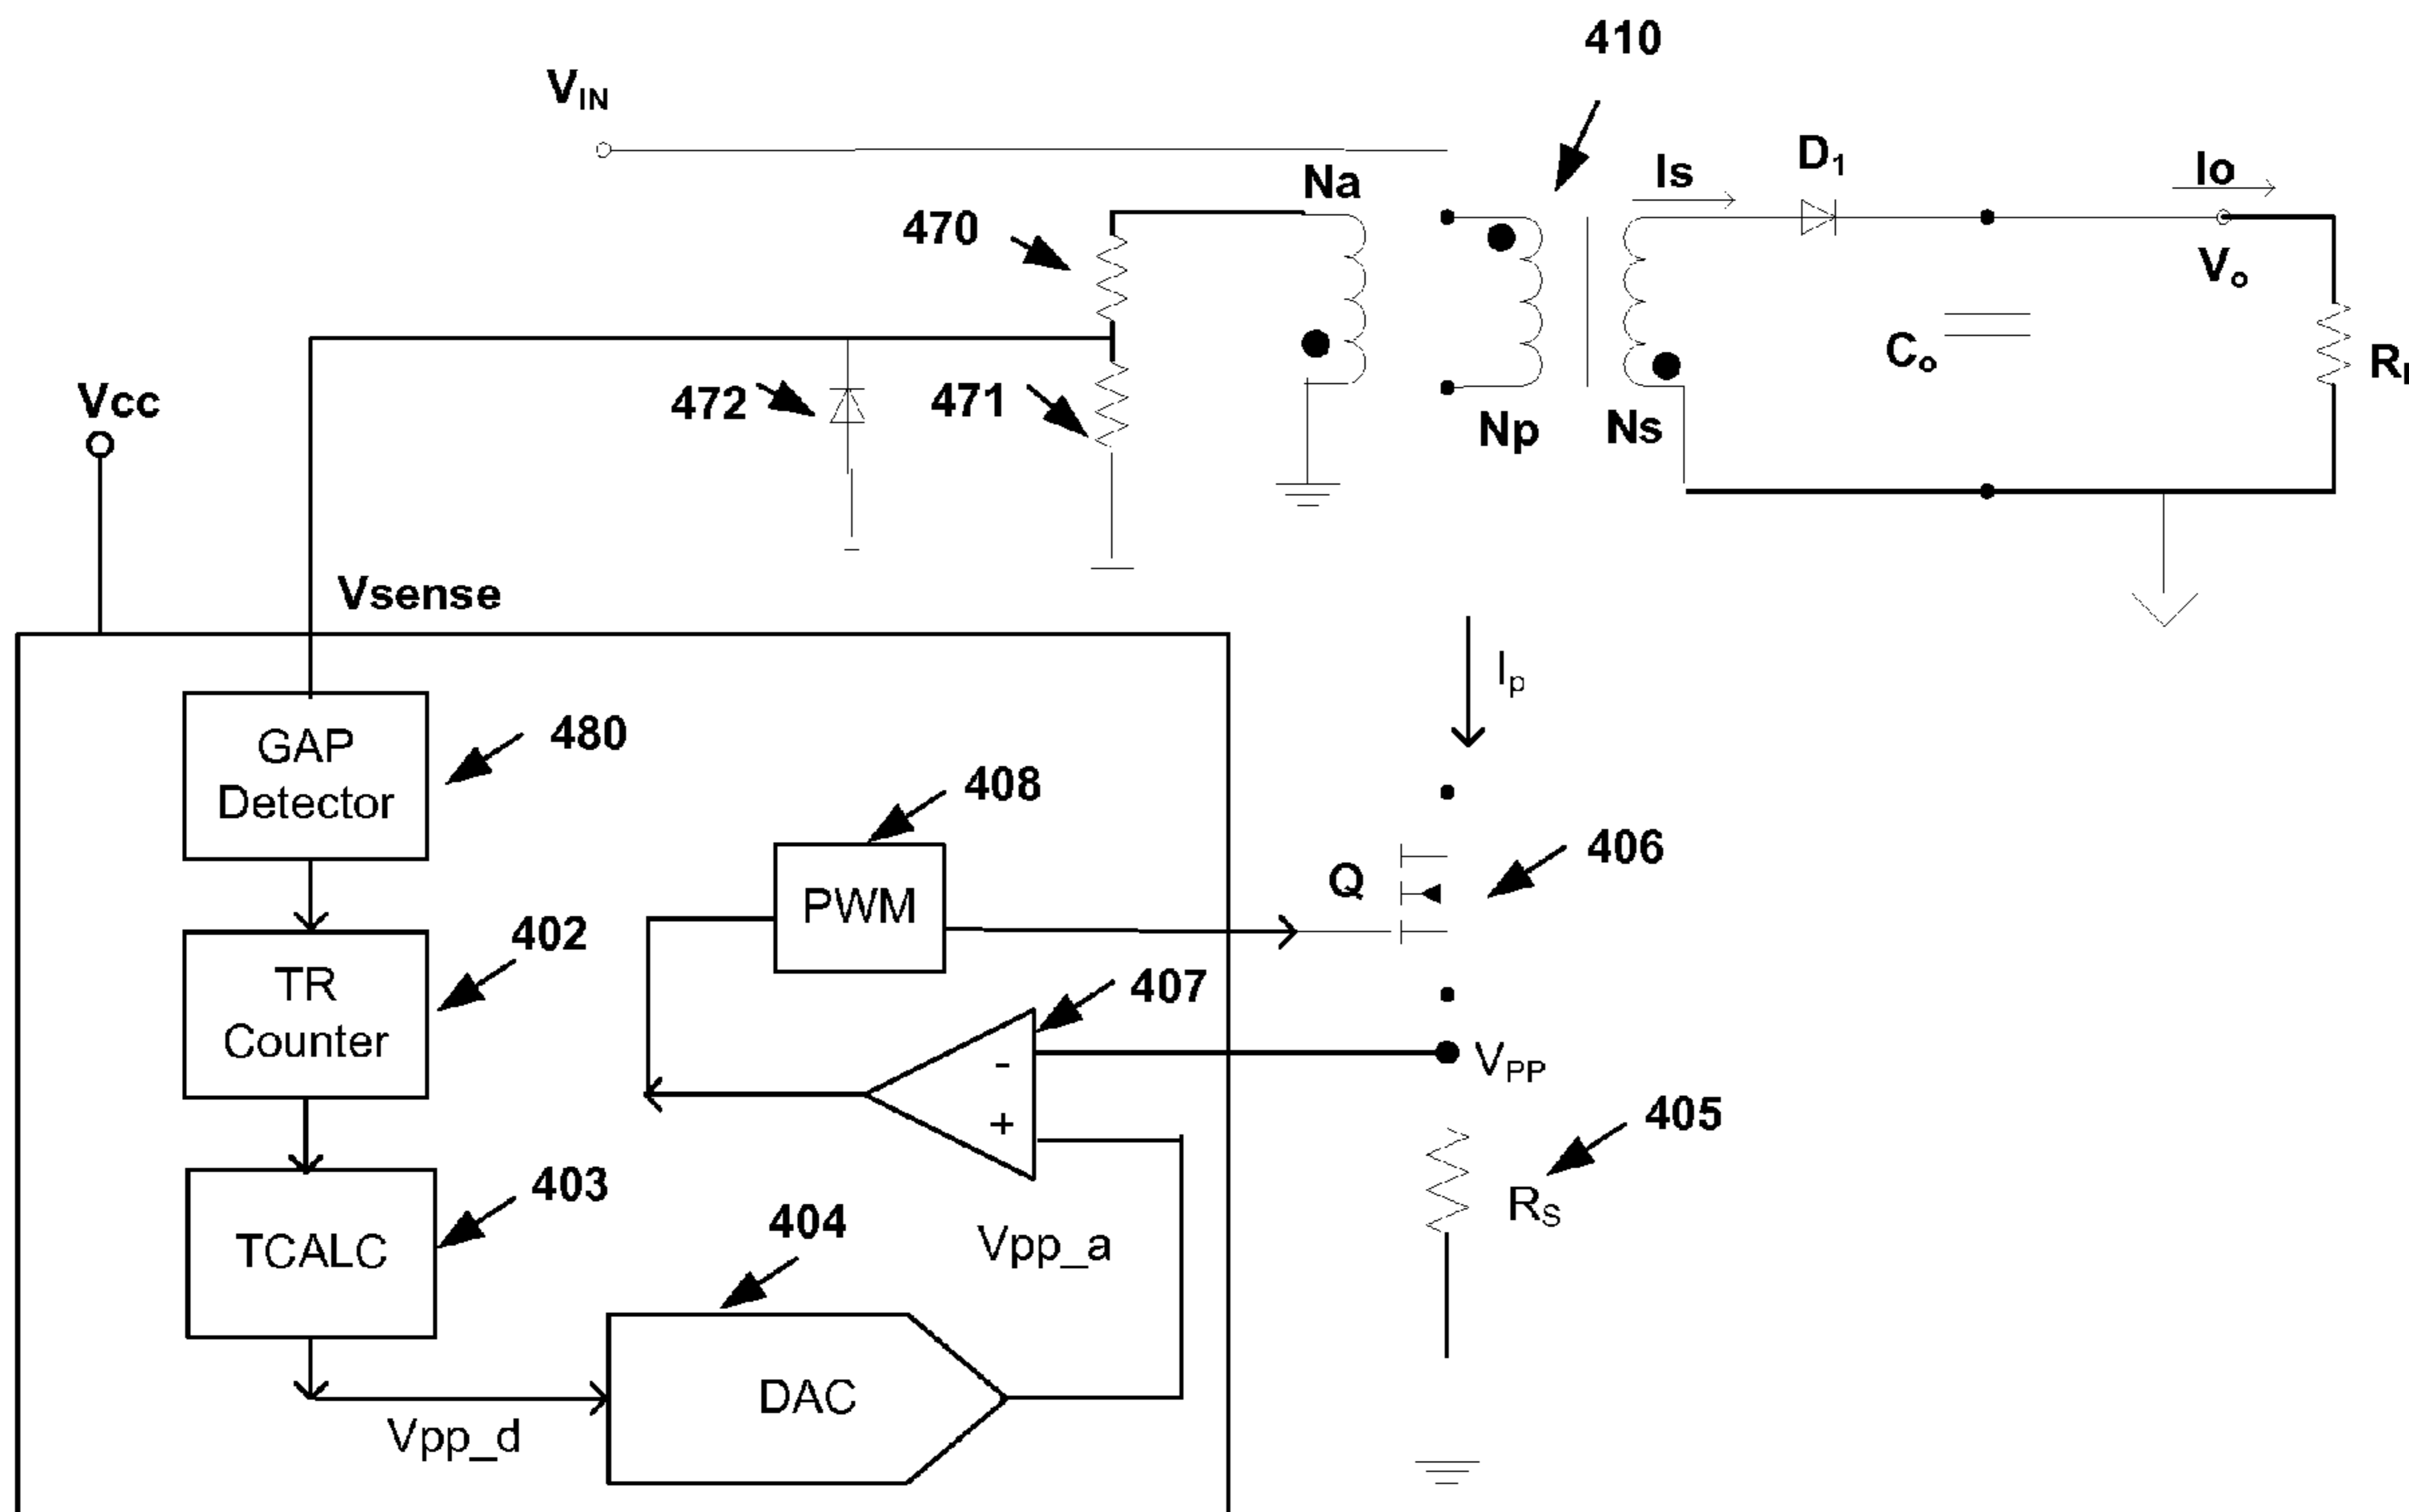 410
VIN
D1
Is
Io
Na
470
Vo
Co
RL
472
471
Vcc
Np
Ns
Vsense
Ip
GAP
Detector
480
408
406
Q
PWM
402
TR
Counter
407
-
VPP
+
405
403
404
RS
TCALC
Vpp_a
DAC
Vpp_d